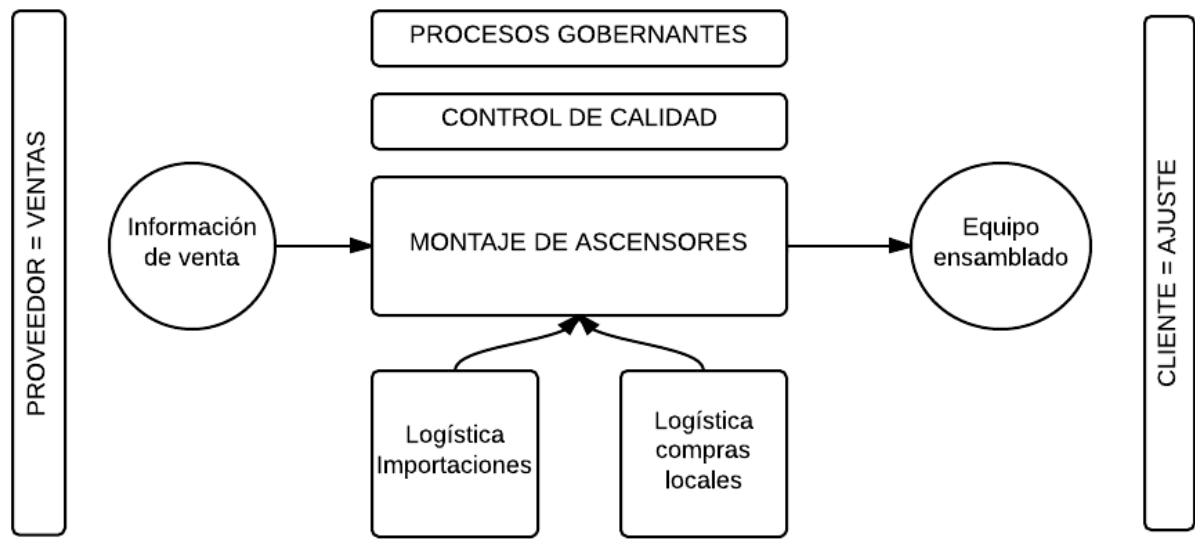 PROVEEDOR = VENTAS
PROCESOS GOBERNANTES
CONTROL DE CALIDAD
Información
de venta
MONTAJE DE ASCENSORES
Equipo
ensamblado
Logística
Importaciones
Logística
compras
locales
CLIENTE = AJUSTE